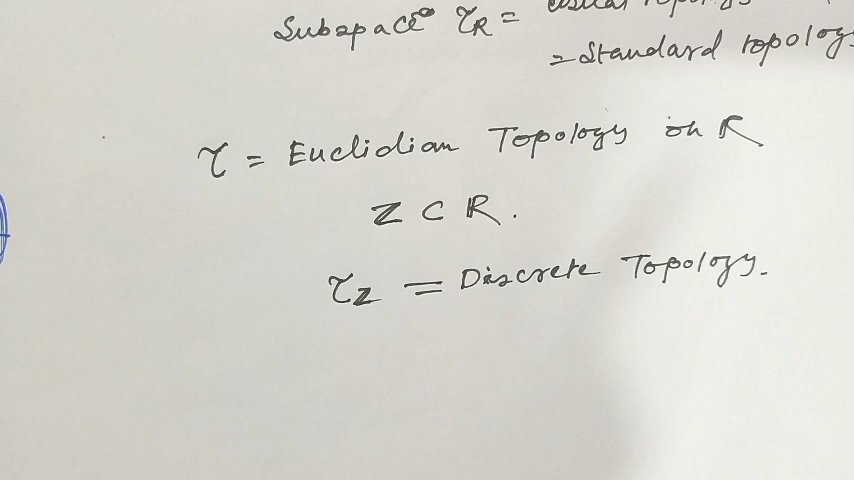 Subspace τR =
= Standard topology
τ = Euclidian Topology on R
Z ⊂ R.
τZ = Discrete Topology.